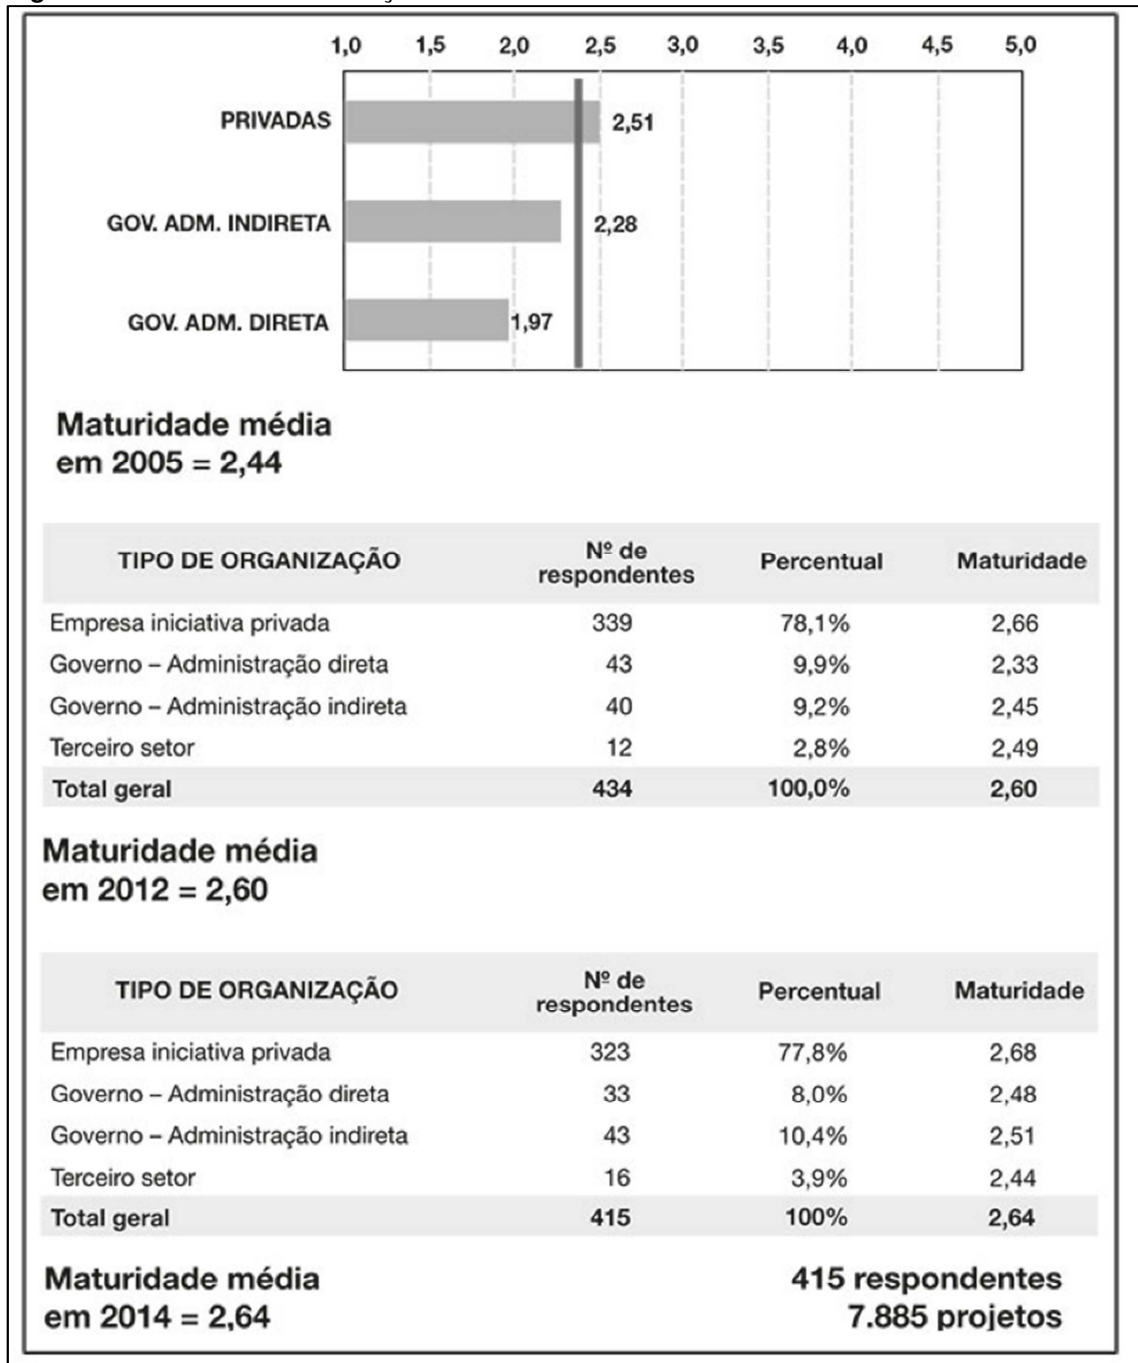 1,0 1,5 2,0 2,5 3,0 3,5 4,0 4,5 5,0
PRIVADAS 2,51
GOV. ADM. INDIRETA 2,28
GOV. ADM. DIRETA 1,97
Maturidade média
em 2005 = 2,44
TIPO DE ORGANIZAÇÃO Nº de respondentes Percentual Maturidade
Empresa iniciativa privada 339 78,1% 2,66
Governo – Administração direta 43 9,9% 2,33
Governo – Administração indireta 40 9,2% 2,45
Terceiro setor 12 2,8% 2,49
Total geral 434 100,0% 2,60
Maturidade média
em 2012 = 2,60
TIPO DE ORGANIZAÇÃO Nº de respondentes Percentual Maturidade
Empresa iniciativa privada 323 77,8% 2,68
Governo – Administração direta 33 8,0% 2,48
Governo – Administração indireta 43 10,4% 2,51
Terceiro setor 16 3,9% 2,44
Total geral 415 100% 2,64
Maturidade média
em 2014 = 2,64
415 respondentes
7.885 projetos